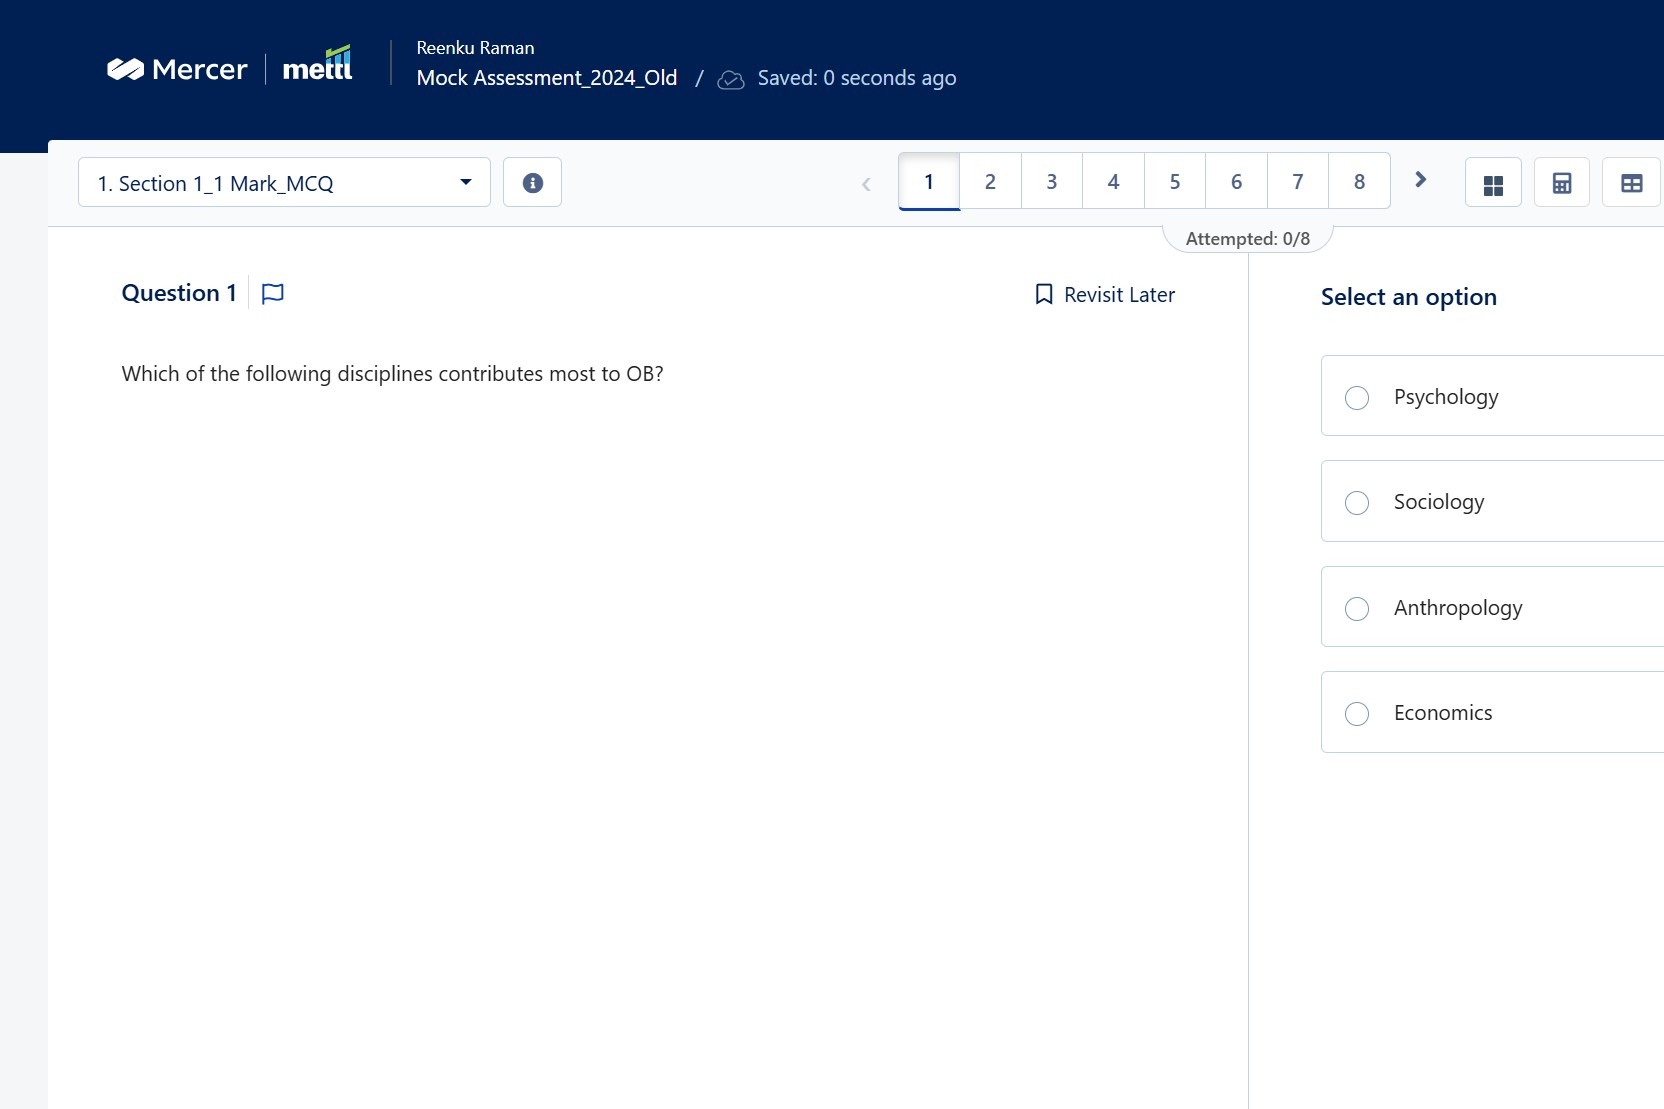 Mercer
mettl
Reenku Raman
Mock Assessment_2024_Old / Saved: 0 seconds ago
1. Section 1_1 Mark_MCQ
1 2 3 4 5 6 7 8
Attempted: 0/8
Question 1
Revisit Later
Which of the following disciplines contributes most to OB?
Select an option
Psychology
Sociology
Anthropology
Economics